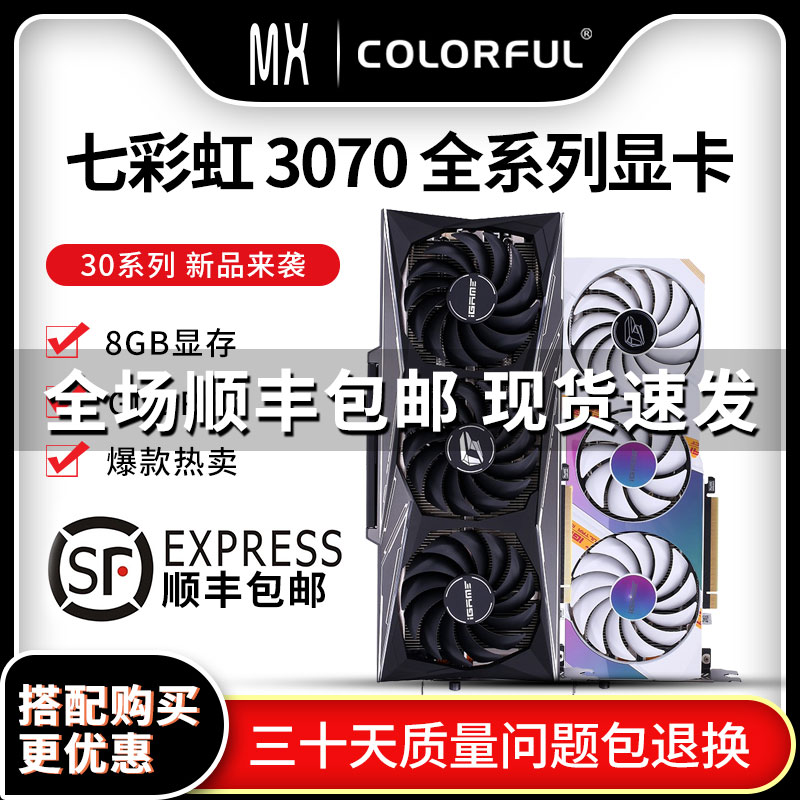 MX | COLORFUL®
七彩虹 3070 全系列显卡
30系列 新品来袭
8GB显存
全场顺丰包邮 现货速发
爆款热卖
SF EXPRESS
顺丰包邮
iGAME
iGAME
搭配购买
更优惠
三十天质量问题包退换